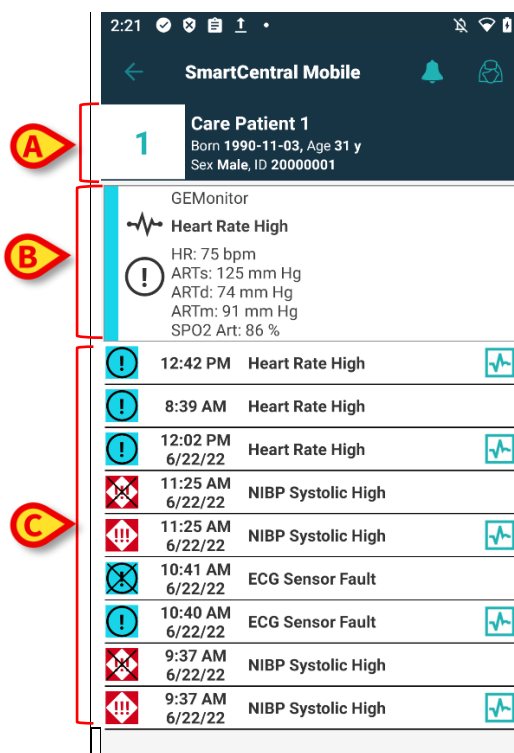 2:21
SmartCentral Mobile
A
1
Care Patient 1
Born 1990-11-03, Age 31 y
Sex Male, ID 20000001
B
GEMonitor
Heart Rate High
HR: 75 bpm
ARTs: 125 mm Hg
ARTd: 74 mm Hg
ARTm: 91 mm Hg
SPO2 Art: 86 %
C
12:42 PM Heart Rate High
8:39 AM Heart Rate High
12:02 PM
6/22/22 Heart Rate High
11:25 AM
6/22/22 NIBP Systolic High
11:25 AM
6/22/22 NIBP Systolic High
10:41 AM
6/22/22 ECG Sensor Fault
10:40 AM
6/22/22 ECG Sensor Fault
9:37 AM
6/22/22 NIBP Systolic High
9:37 AM
6/22/22 NIBP Systolic High